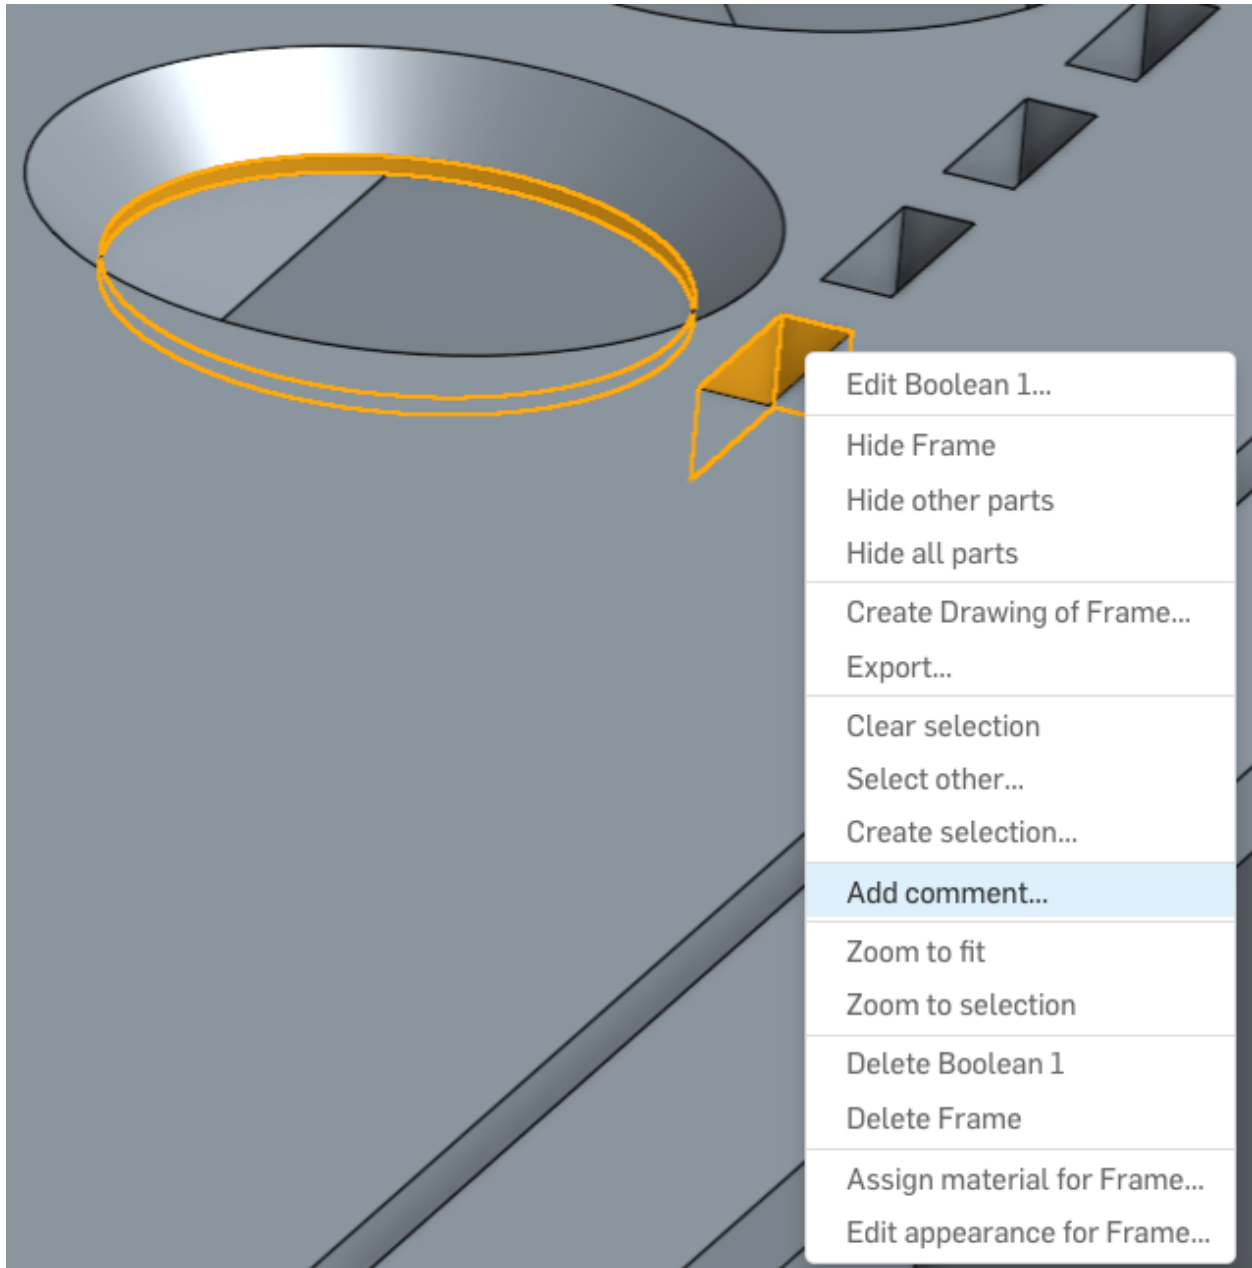 Edit Boolean 1...
Hide Frame
Hide other parts
Hide all parts
Create Drawing of Frame...
Export...
Clear selection
Select other...
Create selection...
Add comment...
Zoom to fit
Zoom to selection
Delete Boolean 1
Delete Frame
Assign material for Frame...
Edit appearance for Frame...